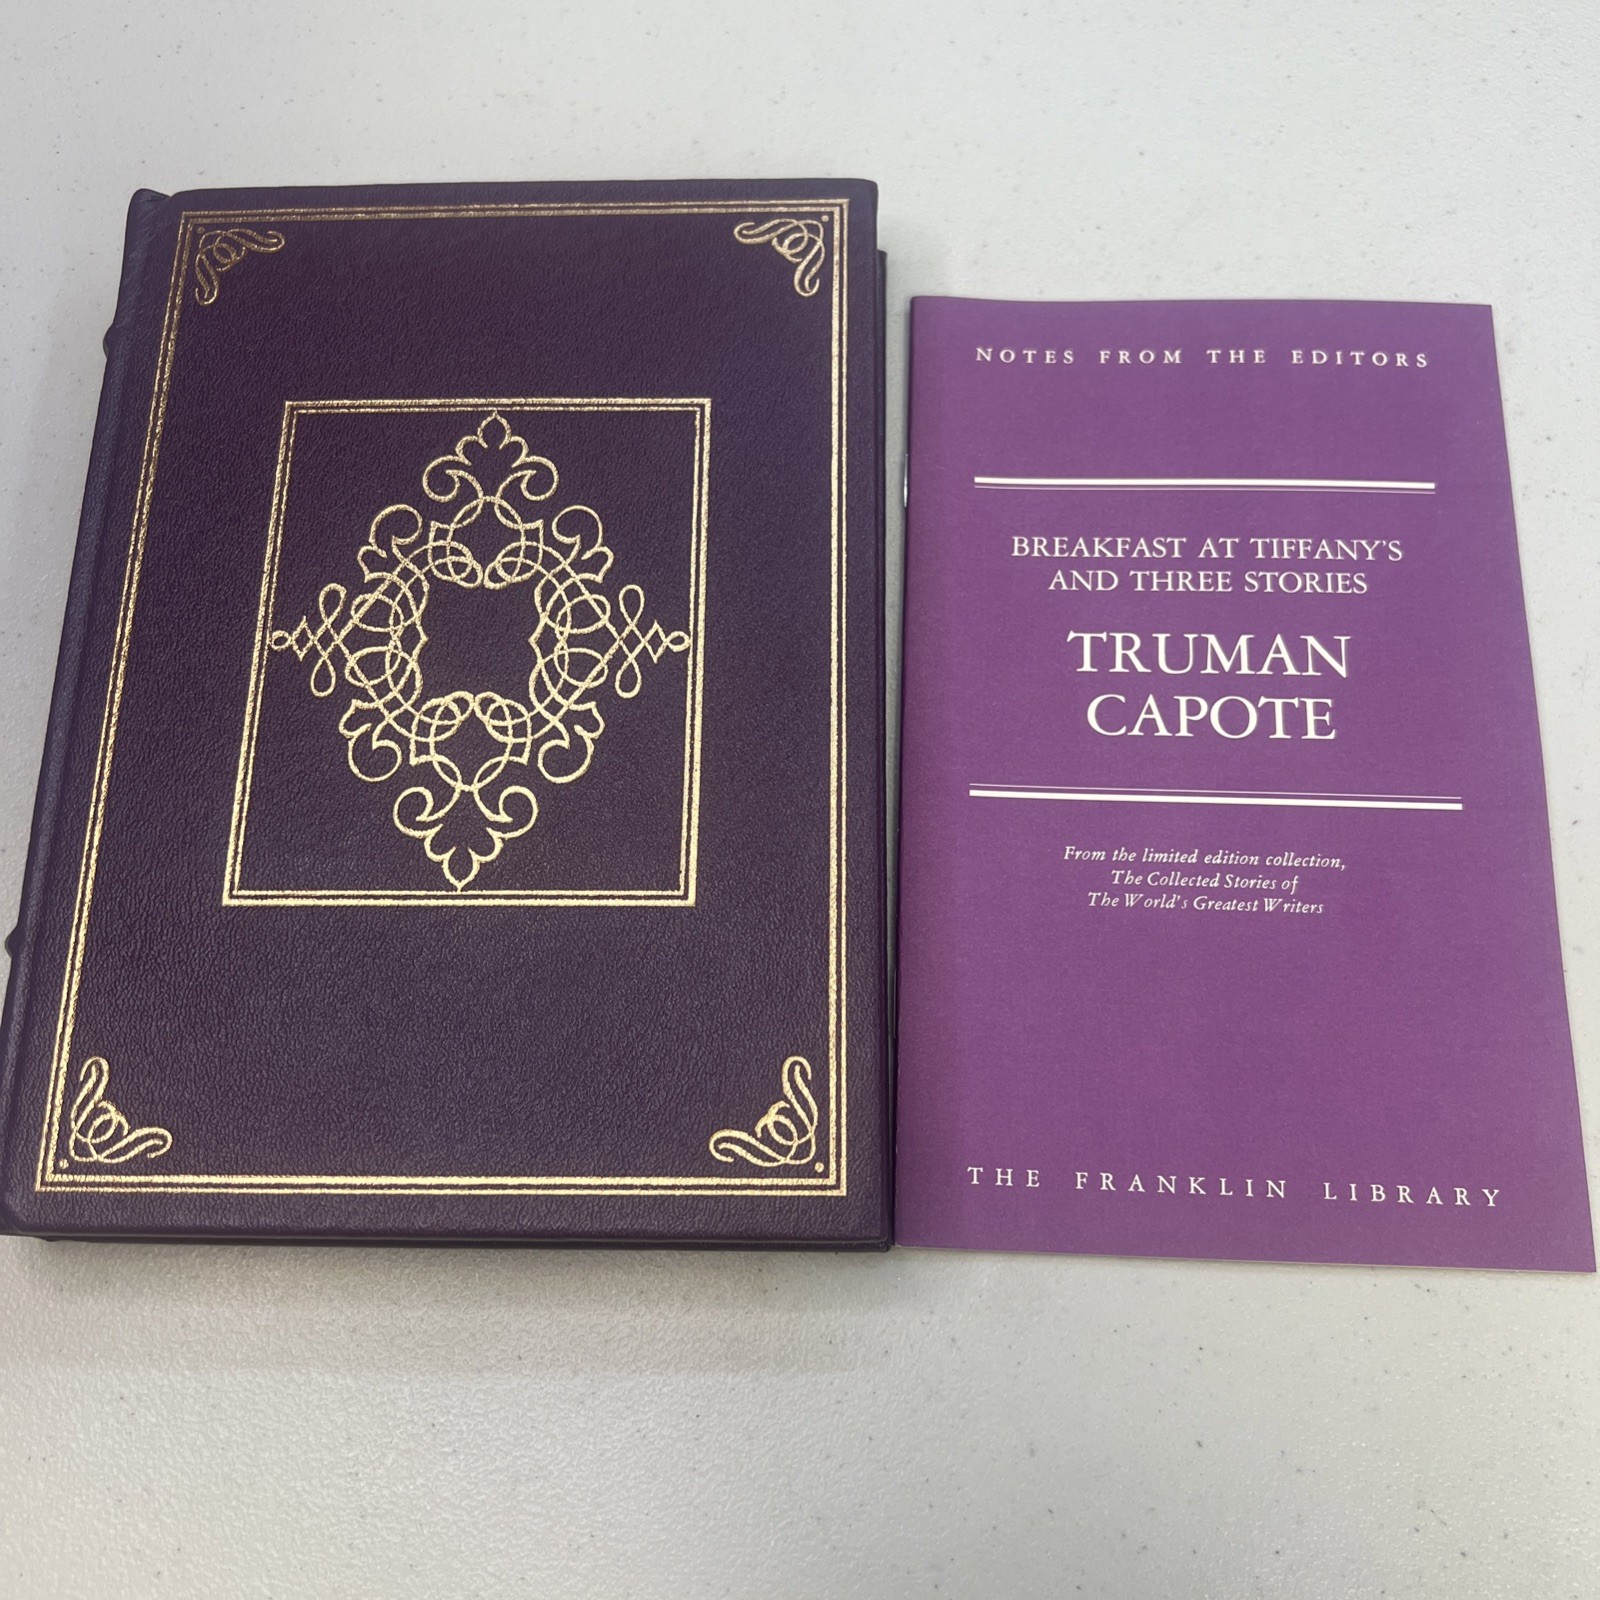 NOTES FROM THE EDITORS
BREAKFAST AT TIFFANY'S
AND THREE STORIES
TRUMAN
CAPOTE
From the limited edition collection,
The Collected Stories of
The World's Greatest Writers
THE FRANKLIN LIBRARY